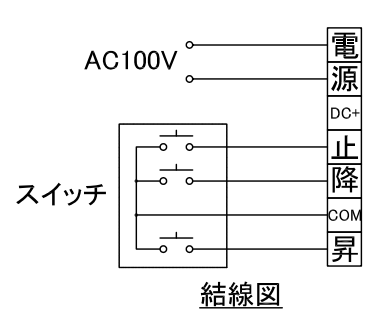 AC100V
電
源
DC+
止
降
COM
昇
スイッチ
結線図